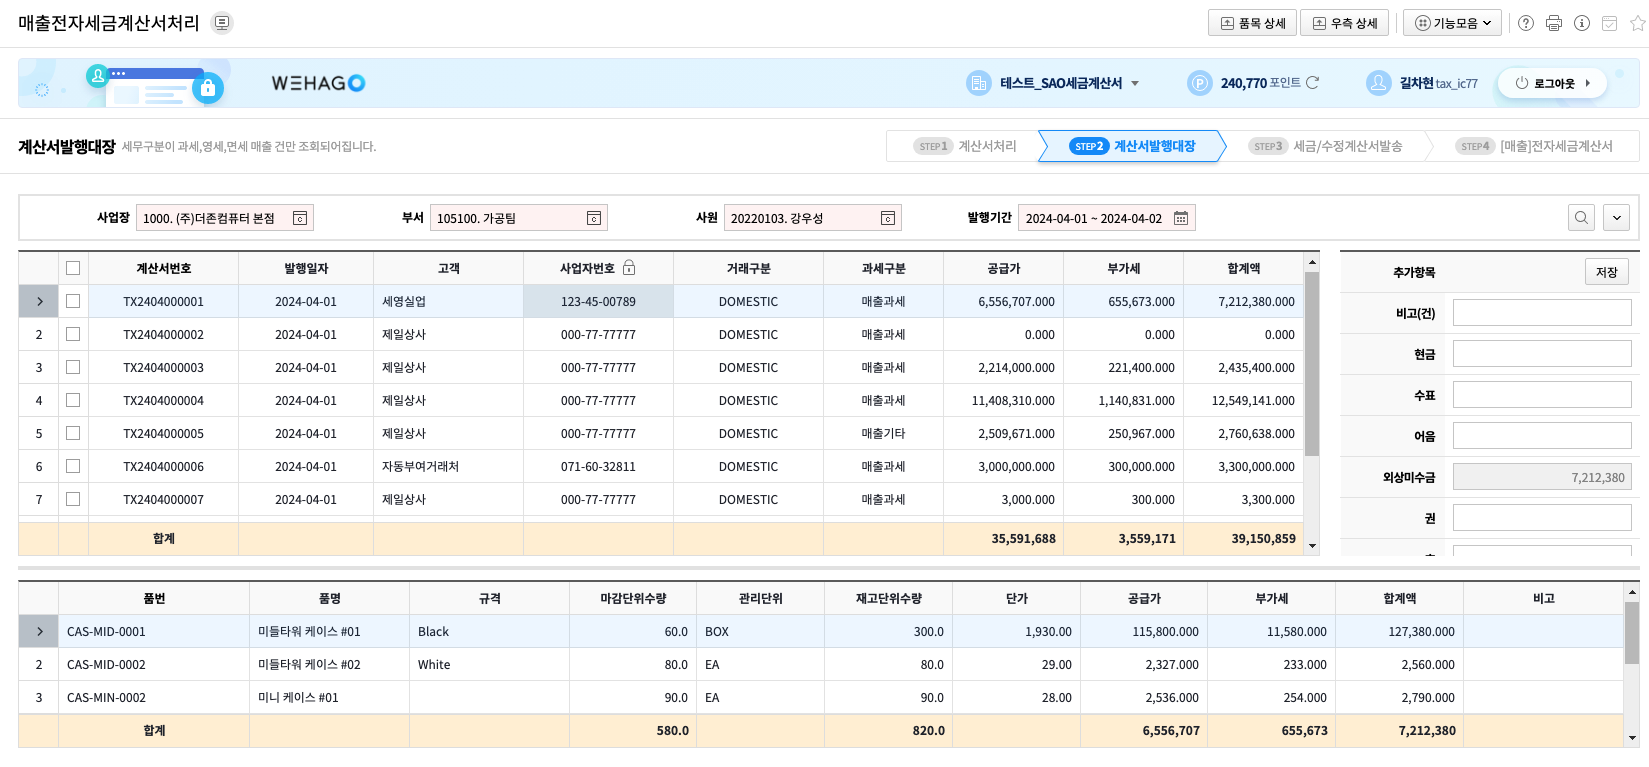 매출전자세금계산서처리
품목 상세 우측 상세 기능모음
WEHAGO 테스트_SAO세금계산서 240,770 포인트 길차현 tax_ic77 로그아웃
계산서발행대장 세무구분이 과세,영세,면세 매출 건만 조회되어집니다.
STEP1 계산서처리 STEP2 계산서발행대장 STEP3 세금/수정계산서발송 STEP4 [매출]전자세금계산서
사업장 1000. (주)더존컴퓨터 본점 부서 105100. 가공팀 사원 20220103. 강우성 발행기간 2024-04-01 ~ 2024-04-02
계산서번호 발행일자 고객 사업자번호 거래구분 과세구분 공급가 부가세 합계액
TX2404000001 2024-04-01 세영실업 123-45-00789 DOMESTIC 매출과세 6,556,707.000 655,673.000 7,212,380.000
2 TX2404000002 2024-04-01 제일상사 000-77-77777 DOMESTIC 매출과세 0.000 0.000 0.000
3 TX2404000003 2024-04-01 제일상사 000-77-77777 DOMESTIC 매출과세 2,214,000.000 221,400.000 2,435,400.000
4 TX2404000004 2024-04-01 제일상사 000-77-77777 DOMESTIC 매출과세 11,408,310.000 1,140,831.000 12,549,141.000
5 TX2404000005 2024-04-01 제일상사 000-77-77777 DOMESTIC 매출기타 2,509,671.000 250,967.000 2,760,638.000
6 TX2404000006 2024-04-01 자동부여거래처 071-60-32811 DOMESTIC 매출과세 3,000,000.000 300,000.000 3,300,000.000
7 TX2404000007 2024-04-01 제일상사 000-77-77777 DOMESTIC 매출과세 3,000.000 300.000 3,300.000
합계 35,591,688 3,559,171 39,150,859
추가항목 저장
비고(건)
현금
수표
어음
외상미수금 7,212,380
권
품번 품명 규격 마감단위수량 관리단위 재고단위수량 단가 공급가 부가세 합계액 비고
CAS-MID-0001 미들타워 케이스 #01 Black 60.0 BOX 300.0 1,930.00 115,800.000 11,580.000 127,380.000
2 CAS-MID-0002 미들타워 케이스 #02 White 80.0 EA 80.0 29.00 2,327.000 233.000 2,560.000
3 CAS-MIN-0002 미니 케이스 #01 90.0 EA 90.0 28.00 2,536.000 254.000 2,790.000
합계 580.0 820.0 6,556,707 655,673 7,212,380